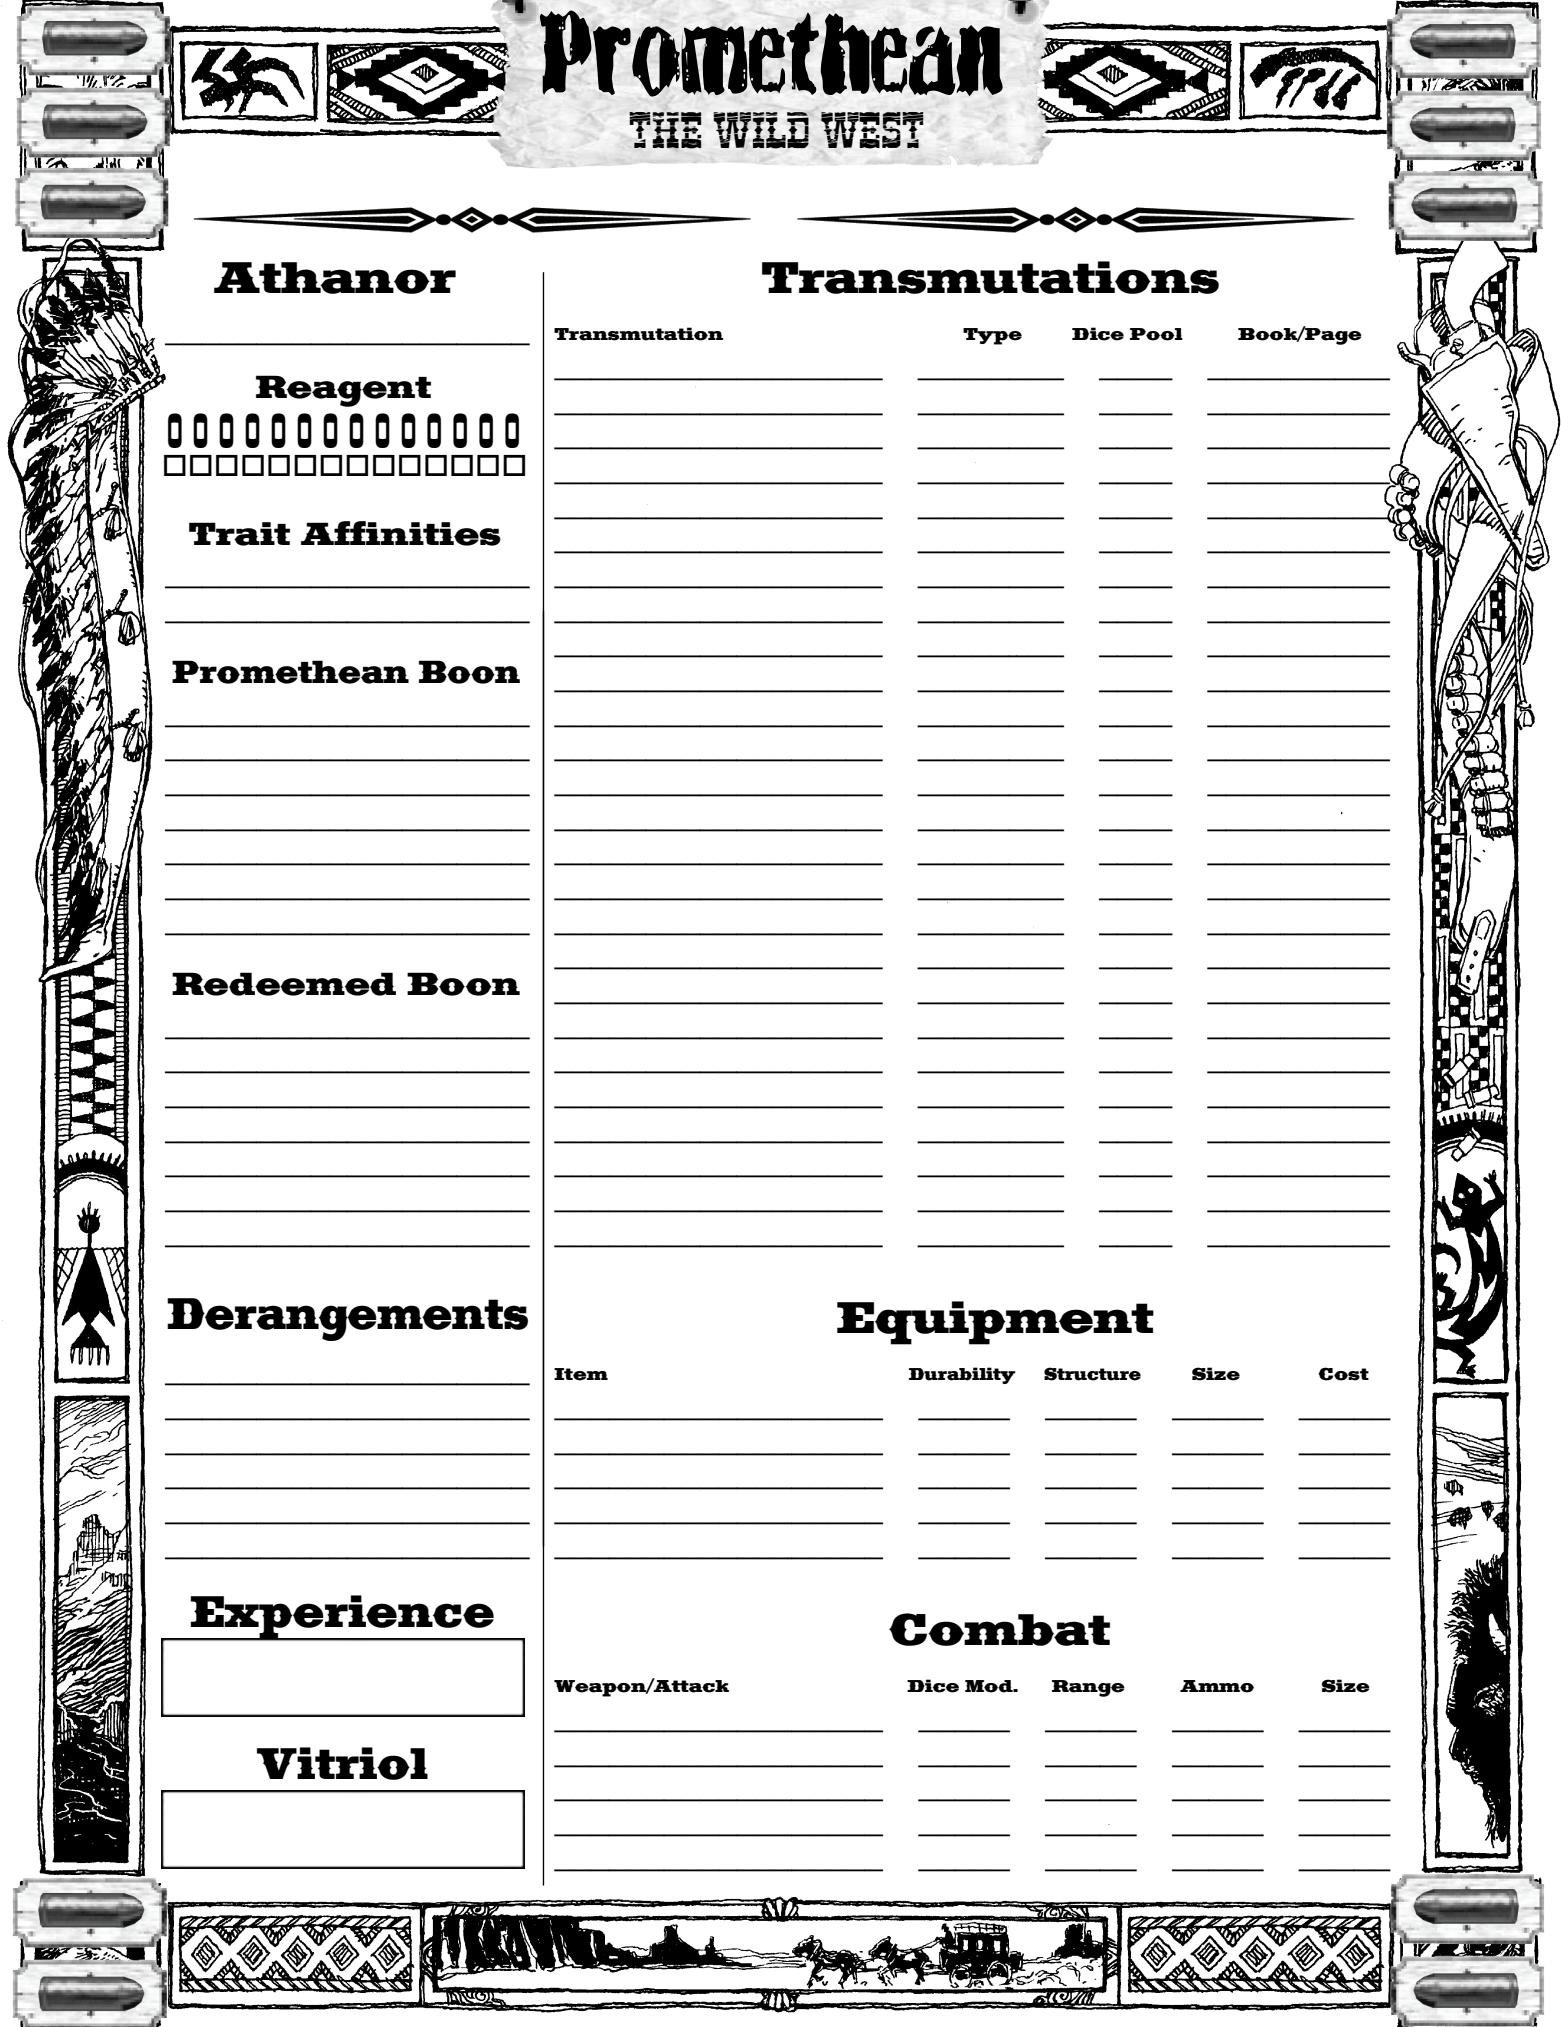 Promethean
THE WILD WEST
Athanor
Reagent
Trait Affinities
Promethean Boon
Redeemed Boon
Derangements
Experience
Vitriol
Transmutations
Transmutation Type Dice Pool Book/Page
Equipment
Item Durability Structure Size Cost
Combat
Weapon/Attack Dice Mod. Range Ammo Size